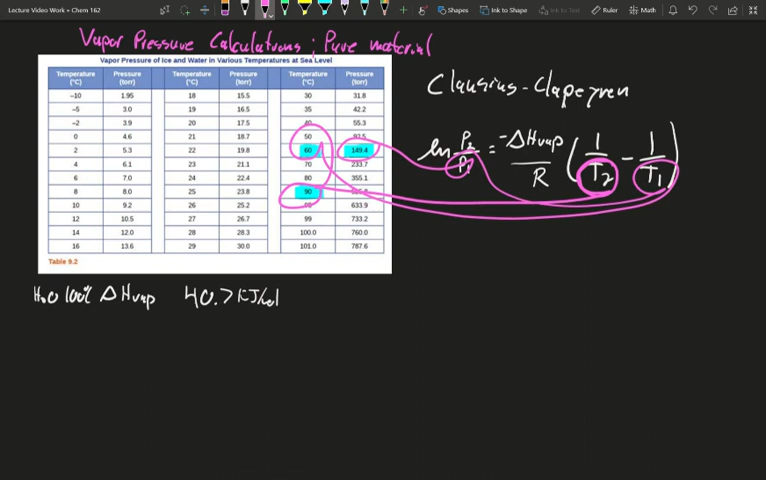 Lecture Video Work » Chem 162
Shapes Ink to Shape Ink to Text Ruler Math
Vapor Pressure Calculations : Pure material
Vapor Pressure of Ice and Water in Various Temperatures at Sea Level
Temperature (°C) Pressure (torr) Temperature (°C) Pressure (torr) Temperature (°C) Pressure (torr)
−10 1.95 18 15.5 30 31.8
−5 3.0 19 16.5 35 42.2
−2 3.9 20 17.5 40 55.3
0 4.6 21 18.7 50 92.5
2 5.3 22 19.8 60 149.4
4 6.1 23 21.1 70 233.7
6 7.0 24 22.4 80 355.1
8 8.0 25 23.8 90
10 9.2 26 25.2 633.9
12 10.5 27 26.7 99 733.2
14 12.0 28 28.3 100.0 760.0
16 13.6 29 30.0 101.0 787.6
Table 9.2
Clausius-Clapeyron
ln P₂/P₁ = -ΔHvap/R (1/T₂ - 1/T₁)
H₂O 100% ΔHvap 40.7 KJ/mol